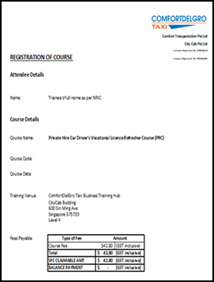 COMFORTDELGRO
TAXI
Comfort Transportation Pte Ltd
City Cab Pte Ltd
REGISTRATION OF COURSE
Attendee Details
Name: Trainee's full name as per NRIC
Course Details
Course Name: Private Hire Car Driver's Vocational Licence Refresher Course (PRC)
Course Code:
Course Date:
Training Venue: ComfortDelGro Taxi Business Training Hub
CityCab Building
600 Sin Ming Ave
Singapore 575733
Level 4
Fees Payable:
Type of Fee Amount
Course Fee $42.80 (GST inclusive)
Total $ 42.80 (GST inclusive)
SFC CLAIMABLE AMT $ 42.80 (GST inclusive)
BALANCE PAYMENT $ - (GST inclusive)